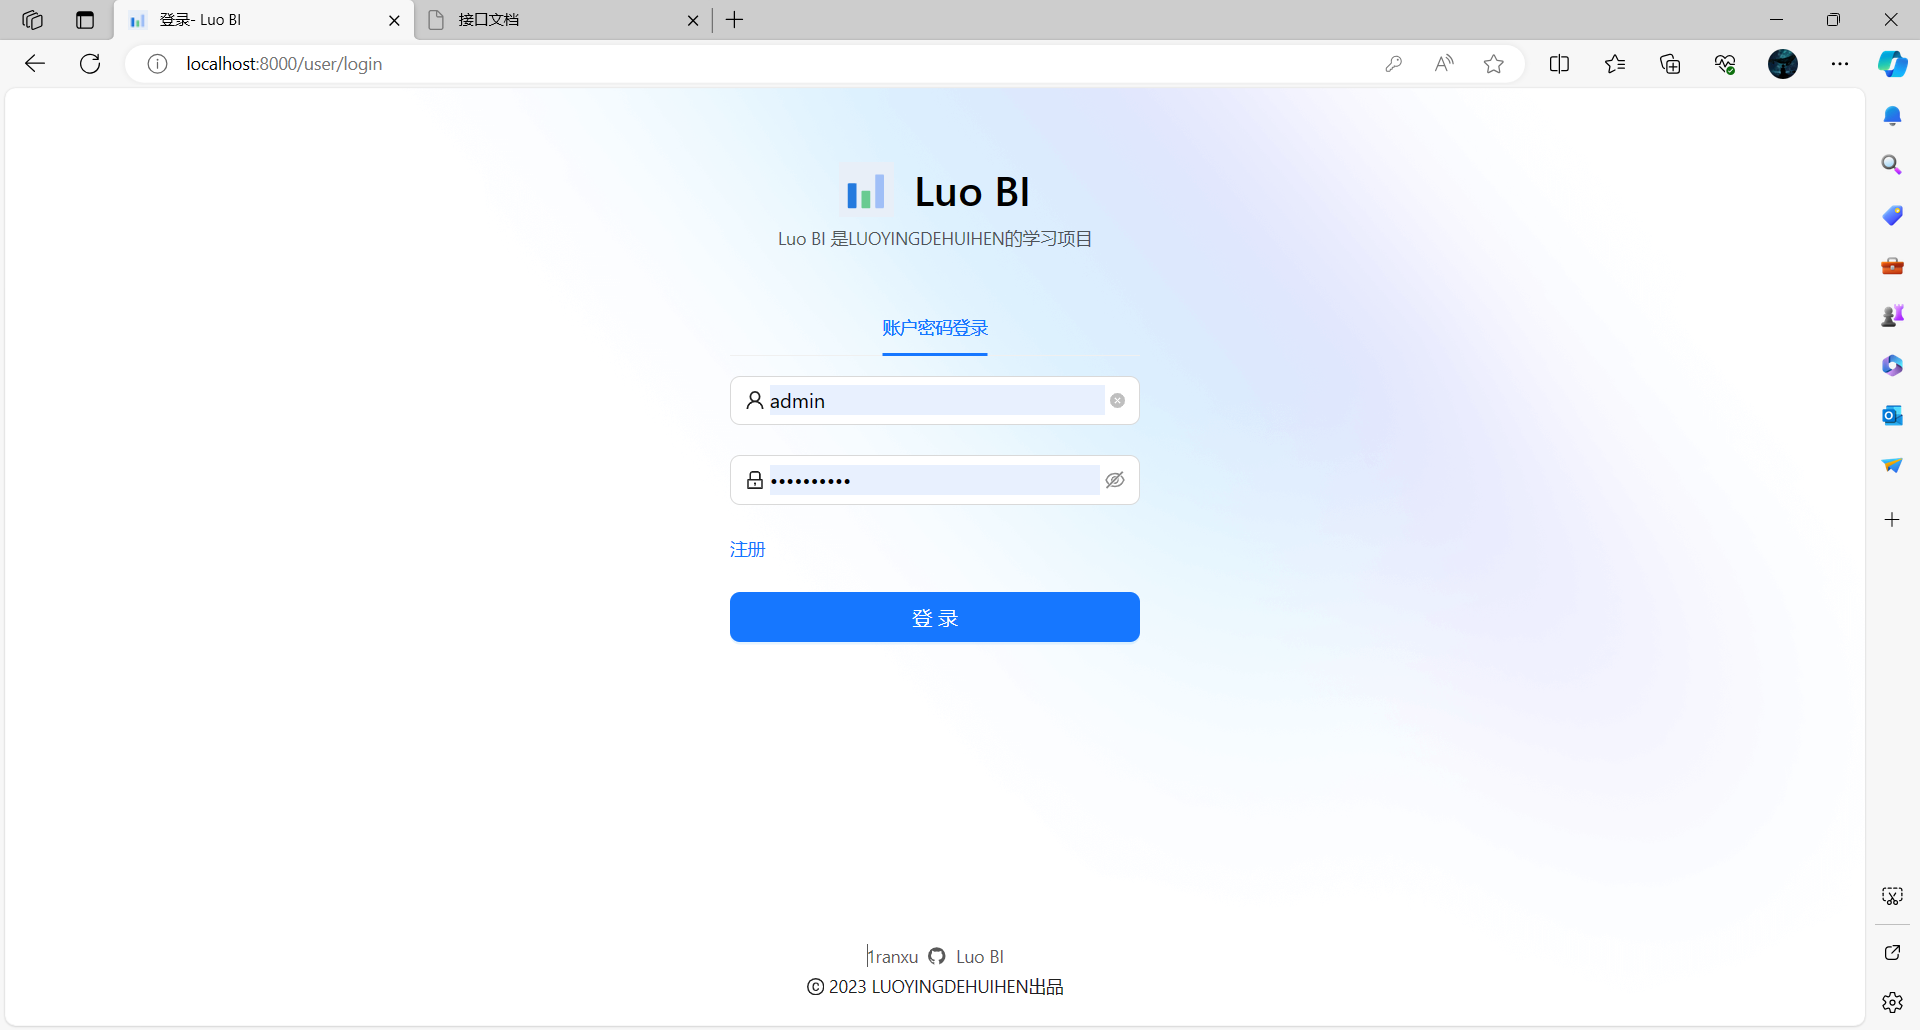 登录- Luo BI
接口文档
localhost:8000/user/login
Luo BI
Luo BI 是LUOYINGDEHUIHEN的学习项目
账户密码登录
admin
••••••••••
注册
登 录
1ranxu Luo BI
© 2023 LUOYINGDEHUIHEN出品